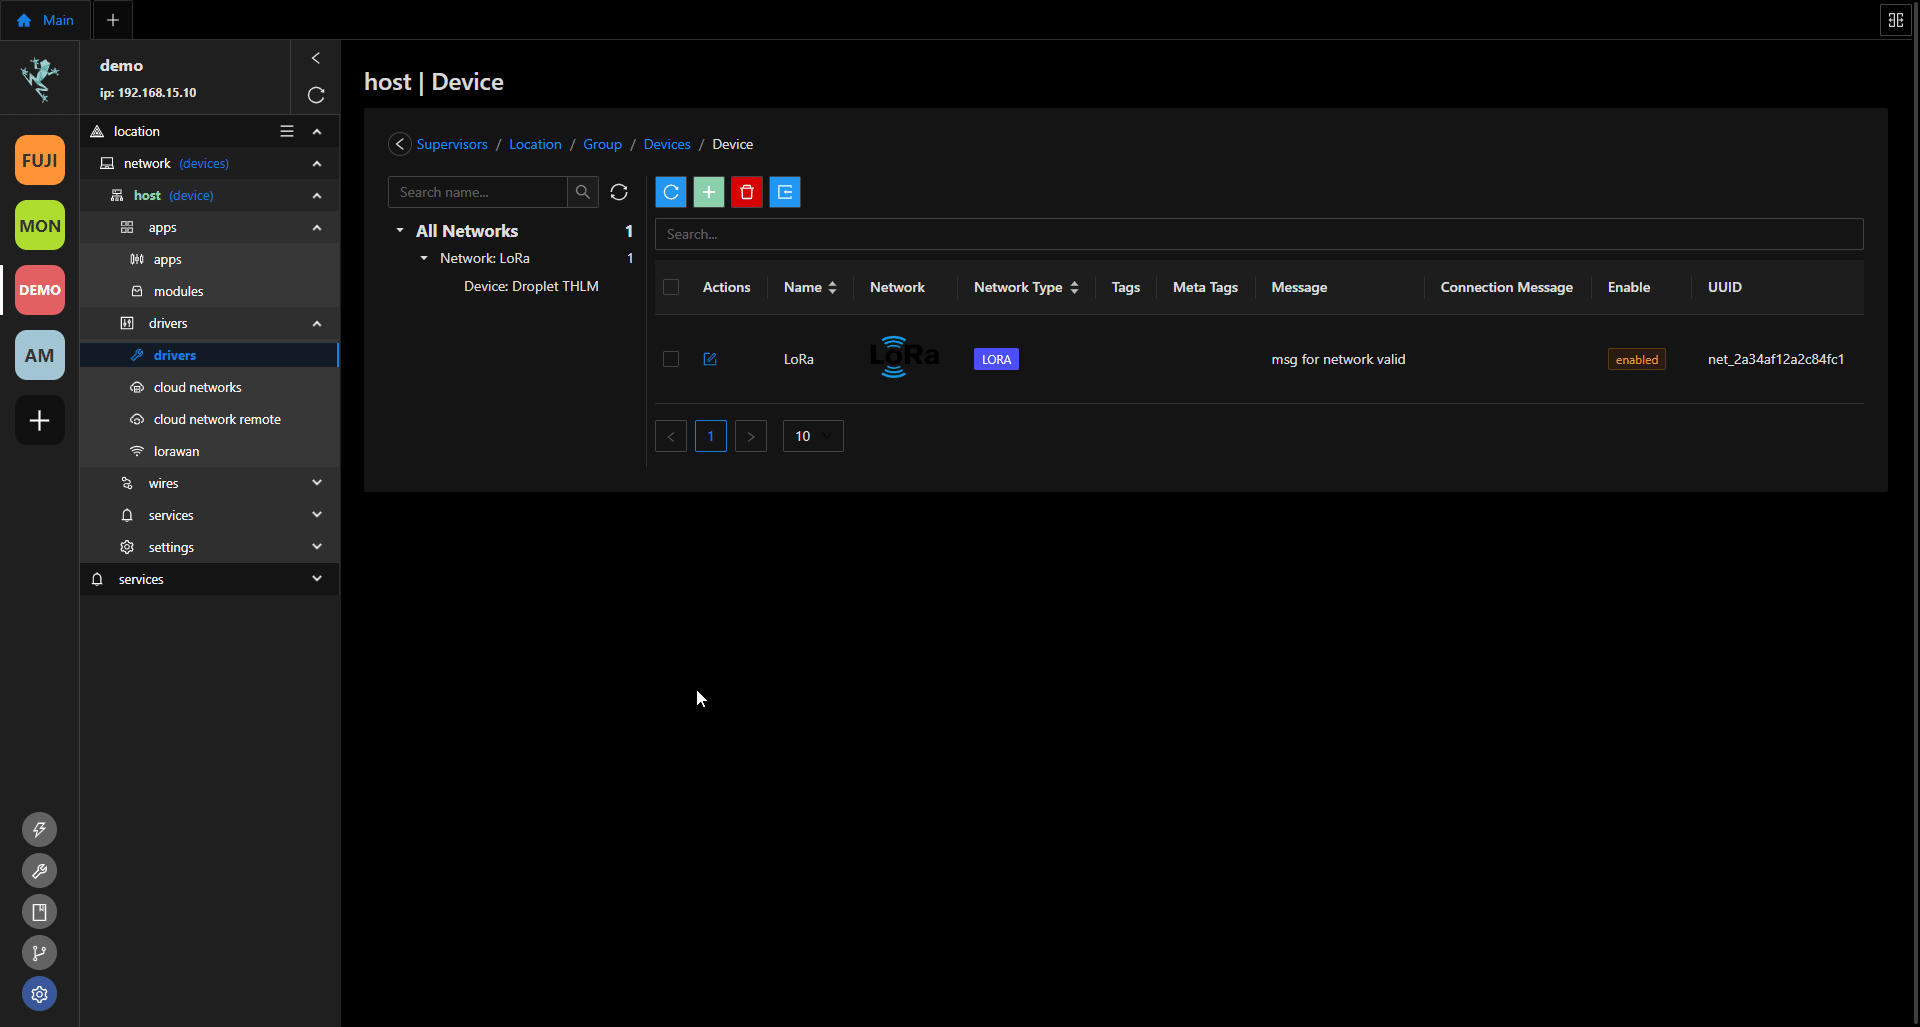 Main
demo
ip: 192.168.15.10
FUJI
MON
DEMO
AM
location
network (devices)
host (device)
apps
apps
modules
drivers
drivers
cloud networks
cloud network remote
lorawan
wires
services
settings
services
host | Device
Supervisors / Location / Group / Devices / Device
Search name...
All Networks 1
Network: LoRa 1
Device: Droplet THLM
Search...
Actions Name Network Network Type Tags Meta Tags Message Connection Message Enable UUID
LoRa LoRa LORA msg for network valid enabled net_2a34af12a2c84fc1
< 1 > 10